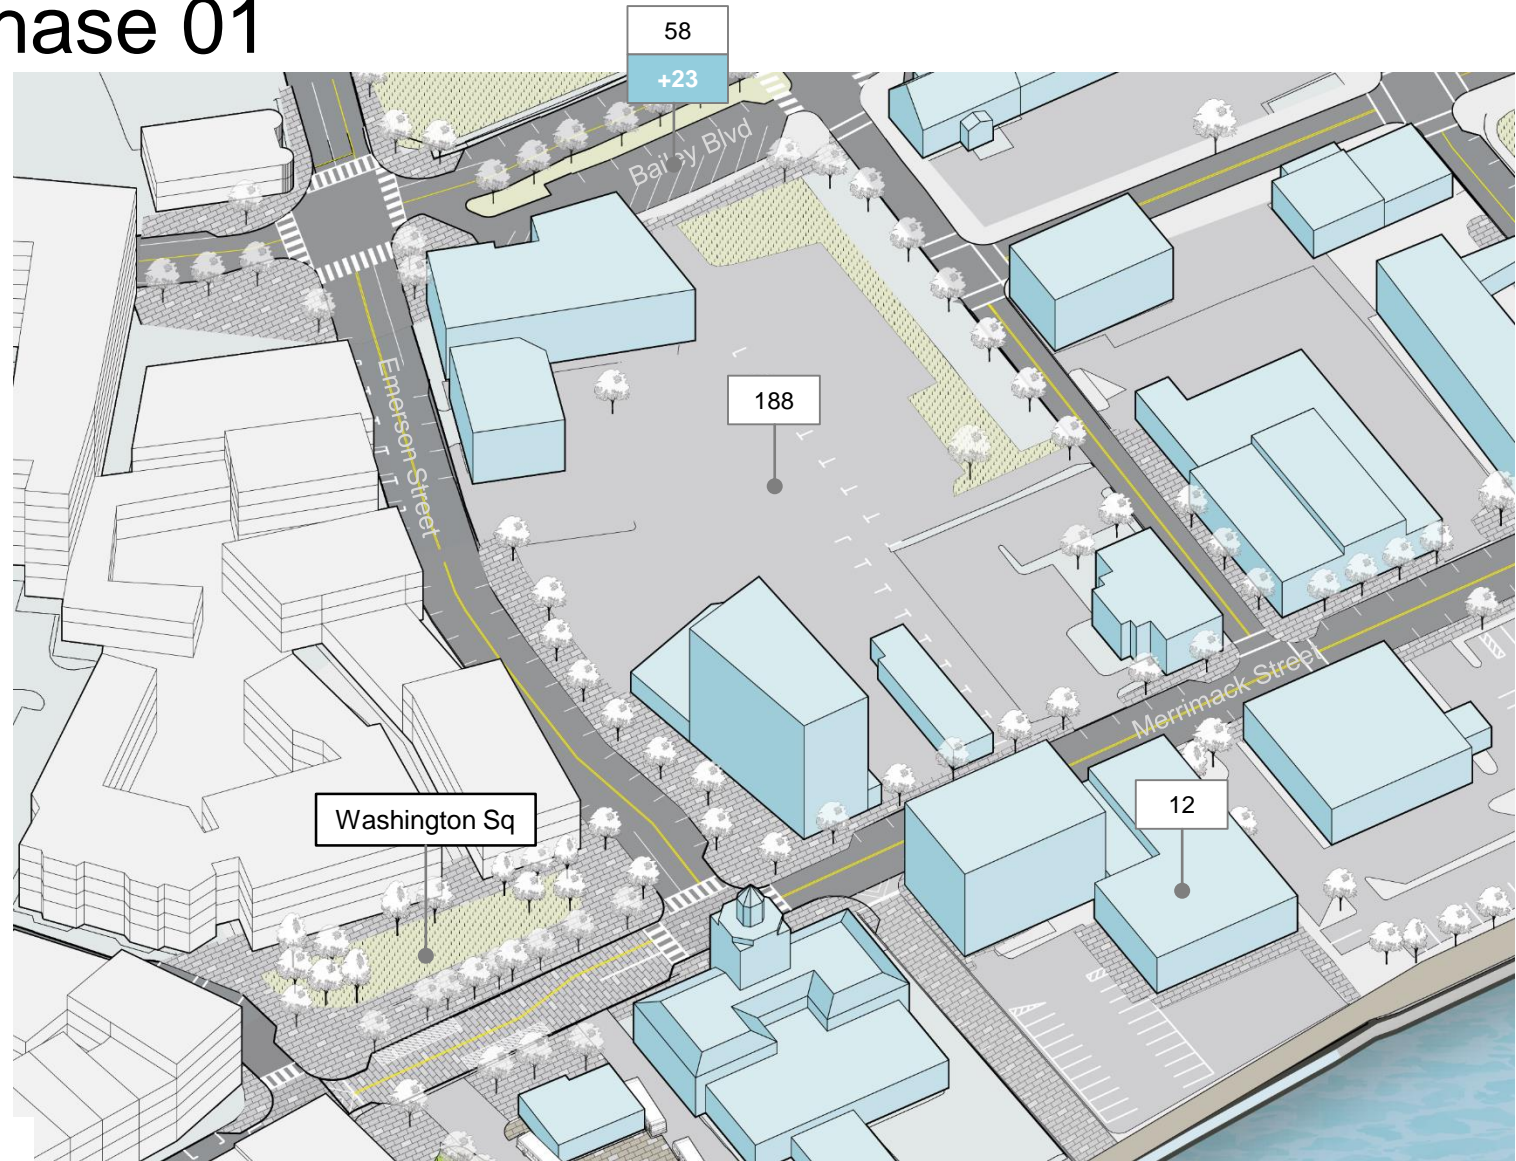 hase 01
58
+23
Bailey Blvd
188
Emerson Street
Merrimack Street
12
Washington Sq